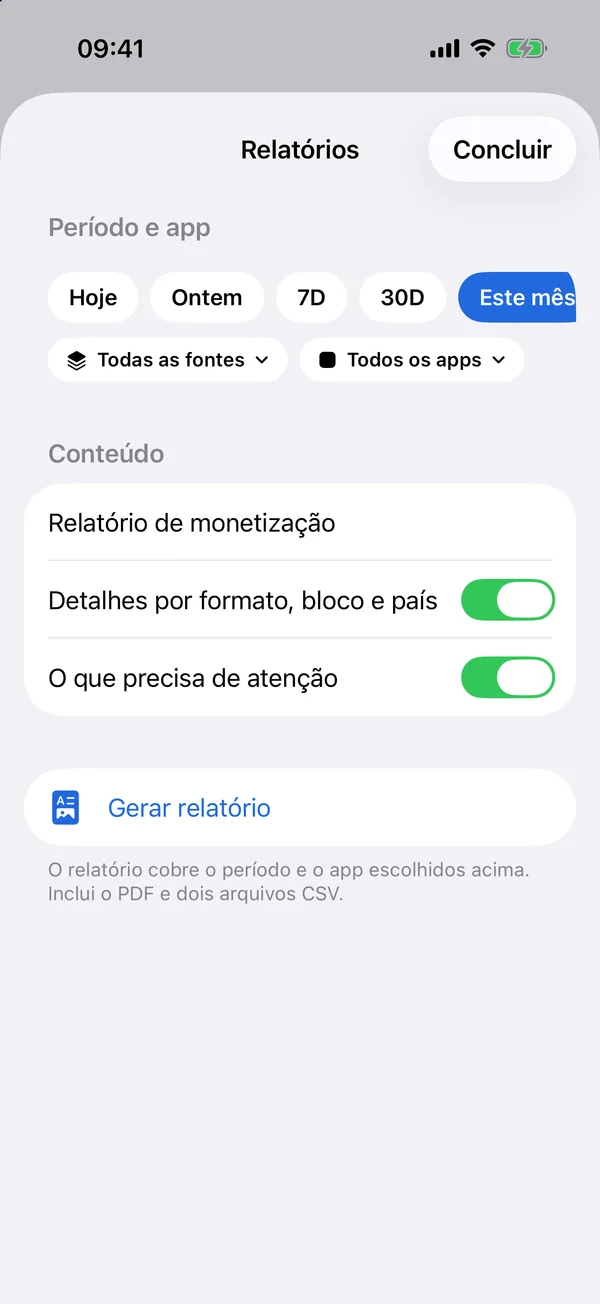 09:41
Relatórios
Concluir
Período e app
Hoje Ontem 7D 30D Este mês
Todas as fontes Todos os apps
Conteúdo
Relatório de monetização
Detalhes por formato, bloco e país
O que precisa de atenção
Gerar relatório
O relatório cobre o período e o app escolhidos acima.
Inclui o PDF e dois arquivos CSV.